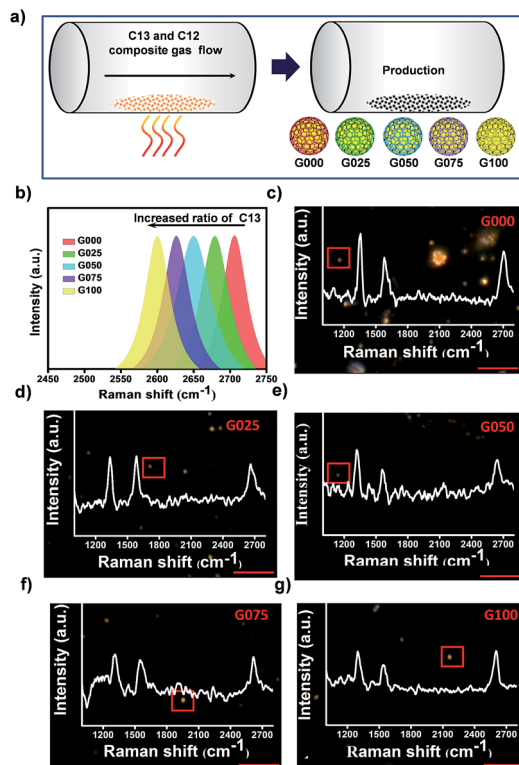 a)
C13 and C12
composite gas flow
Production
G000 G025 G050 G075 G100
b)
Increased ratio of C13
G000
G025
G050
G075
G100
Intensity (a.u.)
2450 2500 2550 2600 2650 2700 2750
Raman shift (cm-1)
c)
G000
Intensity (a.u.)
1200 1500 1800 2100 2400 2700
Raman shift (cm-1)
d)
G025
Intensity (a.u.)
1200 1500 1800 2100 2400 2700
Raman shift (cm-1)
e)
G050
Intensity (a.u.)
1200 1500 1800 2100 2400 2700
Raman shift (cm-1)
f)
G075
Intensity (a.u.)
1200 1500 1800 2100 2400 2700
Raman shift (cm-1)
g)
G100
Intensity (a.u.)
1200 1500 1800 2100 2400 2700
Raman shift (cm-1)